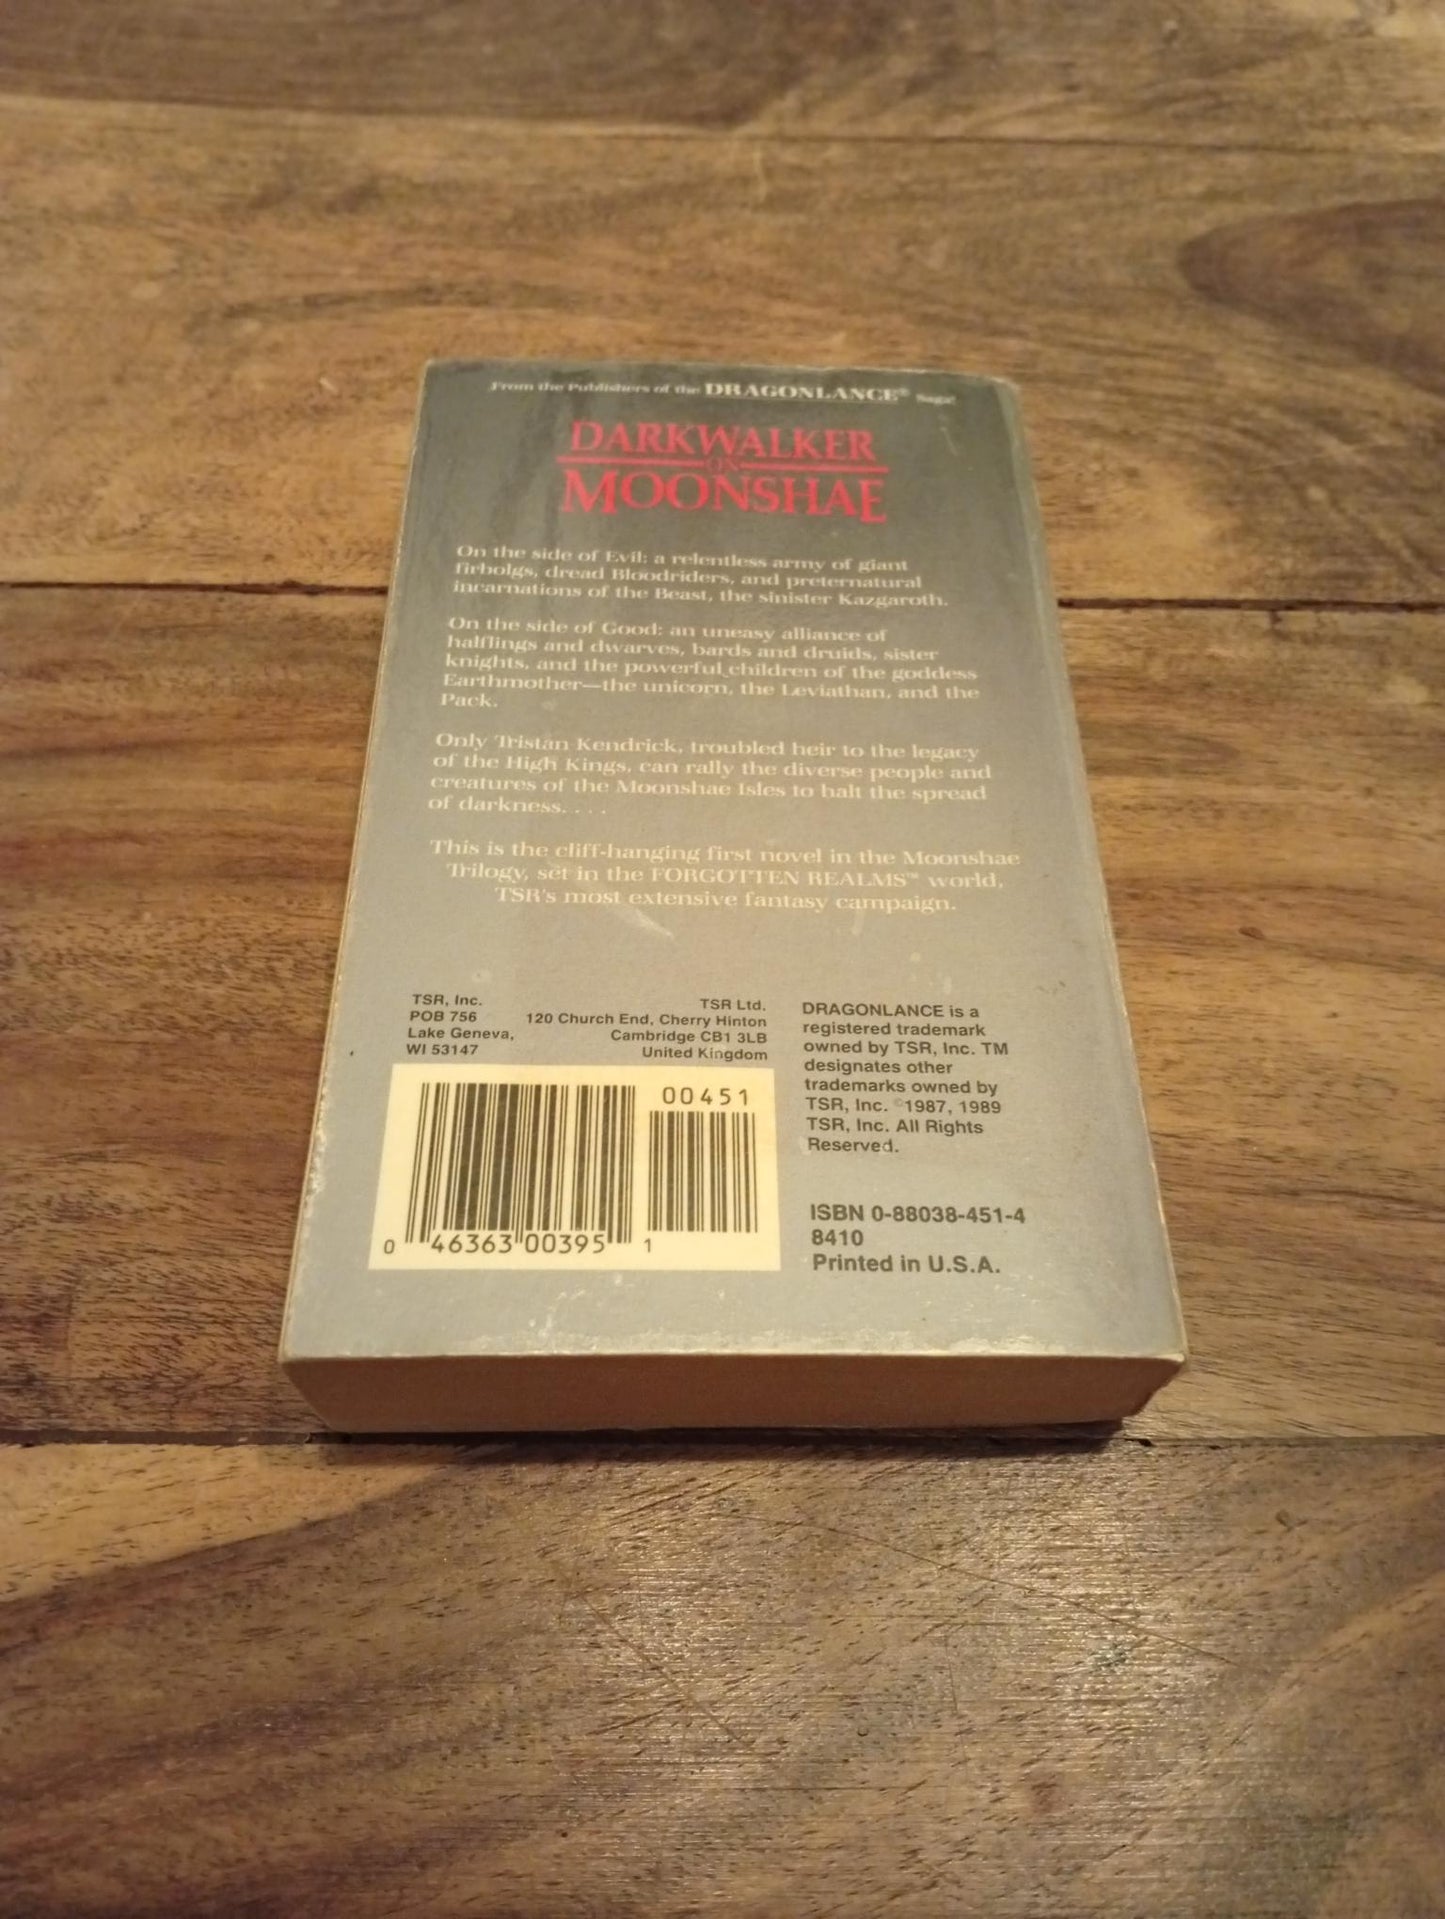 From the Publishers of the DRAGONLANCE® Saga!
DARKWALKER
ON
MOONSHAE
On the side of Evil: a relentless army of giant
firbolgs, dread Bloodriders, and preternatural
incarnations of the Beast, the sinister Kazgaroth.
On the side of Good: an uneasy alliance of
halflings and dwarves, bards and druids, sister
knights, and the powerful children of the goddess
Earthmother—the unicorn, the Leviathan, and the
Pack.
Only Tristan Kendrick, troubled heir to the legacy
of the High Kings, can rally the diverse people and
creatures of the Moonshae Isles to halt the spread
of darkness. . . .
This is the cliff-hanging first novel in the Moonshae
Trilogy, set in the FORGOTTEN REALMS™ world,
TSR's most extensive fantasy campaign.
TSR, Inc.
POB 756
Lake Geneva,
WI 53147
TSR Ltd.
120 Church End, Cherry Hinton
Cambridge CB1 3LB
United Kingdom
DRAGONLANCE is a
registered trademark
owned by TSR, Inc. TM
designates other
trademarks owned by
TSR, Inc. ©1987, 1989
TSR, Inc. All Rights
Reserved.
00451
0 46363 00395 1
ISBN 0-88038-451-4
8410
Printed in U.S.A.